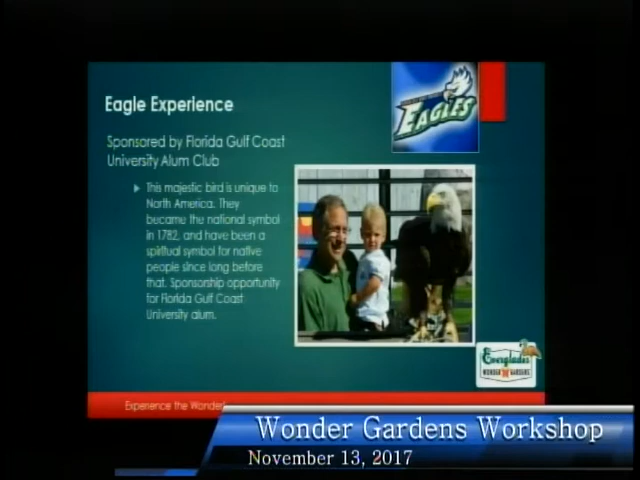 Eagle Experience
EAGLES
Sponsored by Florida Gulf Coast
University Alum Club
This majestic bird is unique to
North America. They
became the national symbol
in 1782, and have been a
spiritual symbol for native
people since long before
that. Sponsorship opportunity
for Florida Gulf Coast
University alum.
Everglades
WONDER GARDENS
Experience the Wonder!
Wonder Gardens Workshop
November 13, 2017